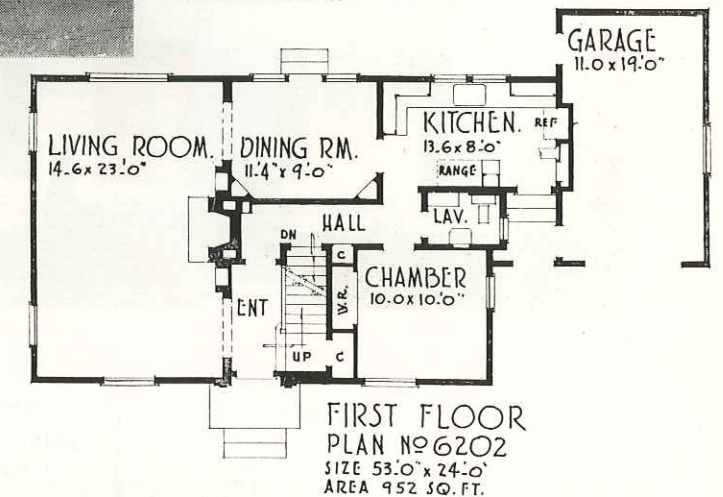 GARAGE
11.0 x 19.'0"
LIVING ROOM.
14.6 x 23.'0"
DINING RM.
11.'4" x 9.'0"
KITCHEN.
13.6 x 8.'0"
REF
RANGE
LAV.
HALL
DN
C
CHAMBER
10.0 x 10.'0"
W.R.
ENT
UP
C
FIRST FLOOR
PLAN Nº 6202
SIZE 53.'0" x 24.'0"
AREA 952 SQ. FT.